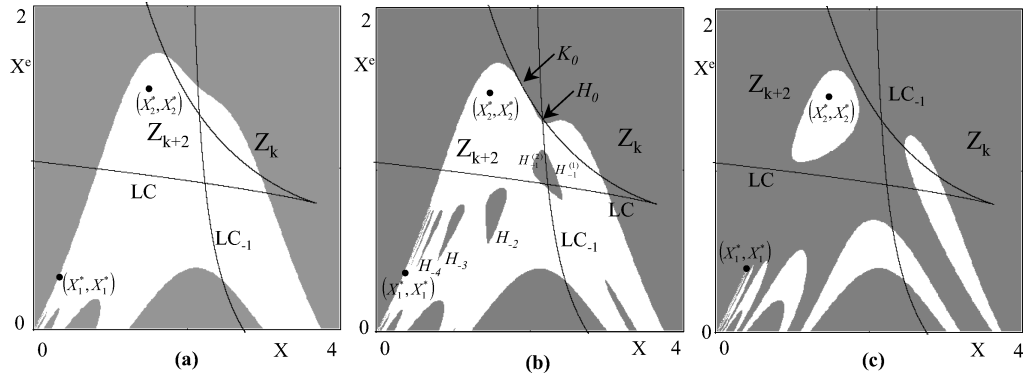 2
X^e
(X_2^*, X_2^*)
Z_{k+2}
Z_k
LC
LC_{-1}
(X_1^*, X_1^*)
0
0
X
4
(a)
2
X^e
K_0
H_0
(X_2^*, X_2^*)
Z_{k+2}
Z_k
H_{-1}^{(2)}
H_{-1}^{(1)}
LC
LC_{-1}
H_{-2}
H_{-3}
H_{-4}
(X_1^*, X_1^*)
0
0
X
4
(b)
2
X^e
Z_{k+2}
(X_2^*, X_2^*)
LC_{-1}
Z_k
LC
(X_1^*, X_1^*)
0
0
X
4
(c)